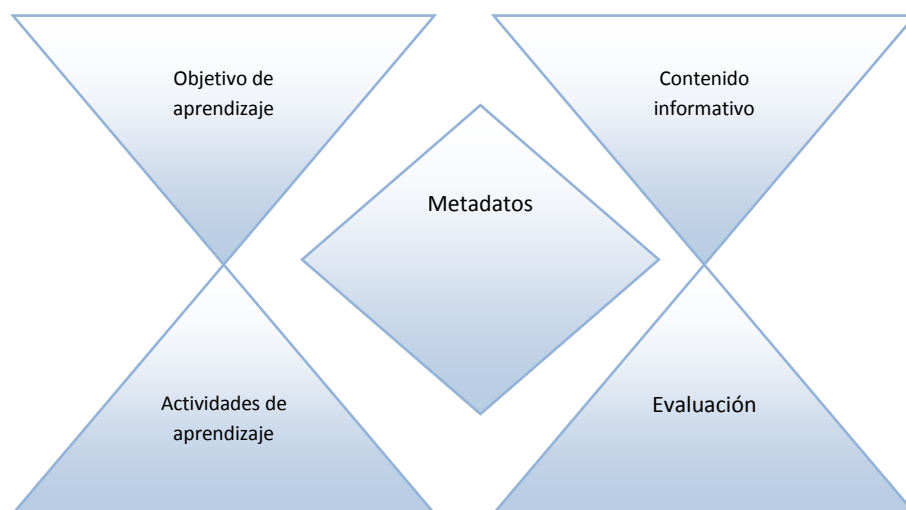 Objetivo de
aprendizaje
Contenido
informativo
Metadatos
Actividades de
aprendizaje
Evaluación